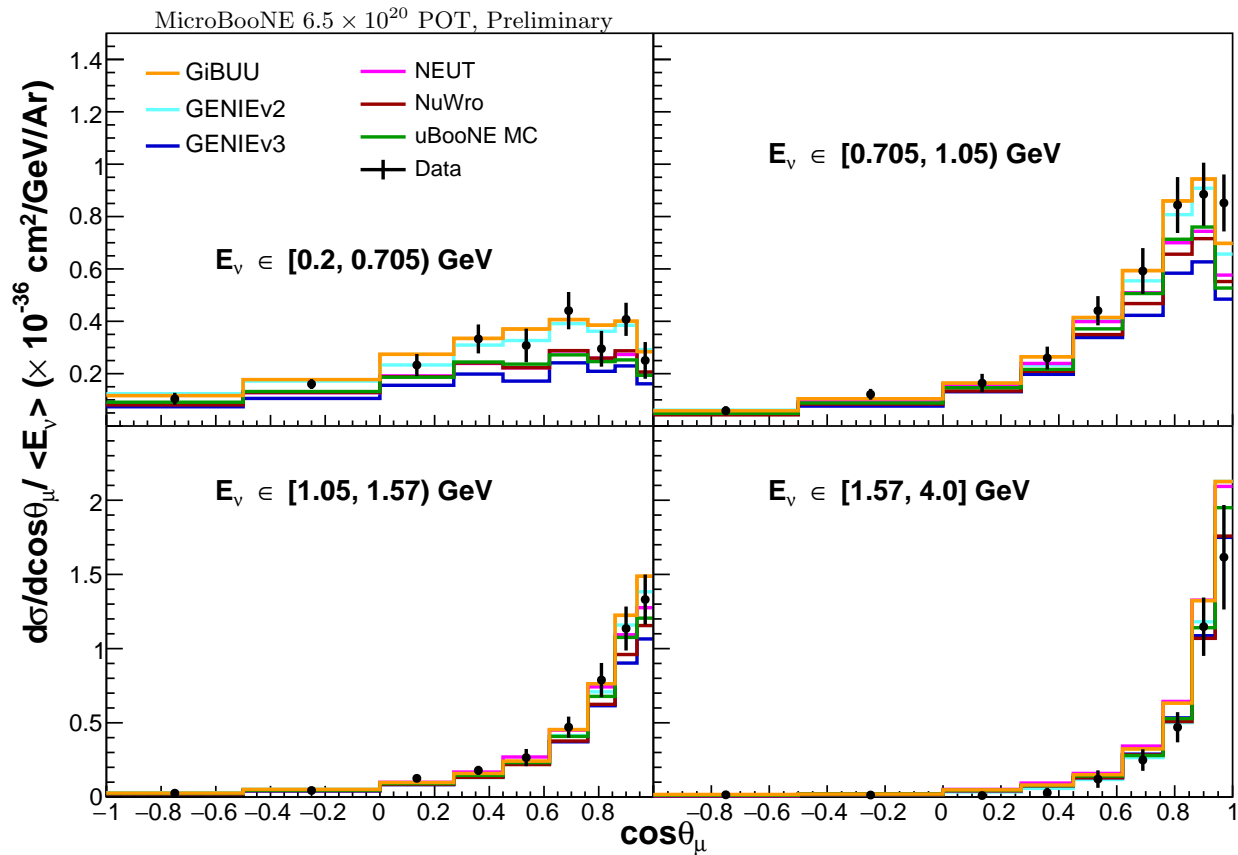 MicroBooNE 6.5 × 10²⁰ POT, Preliminary
GiBUU
GENIEv2
GENIEv3
NEUT
NuWro
uBooNE MC
Data
E_ν ∈ [0.2, 0.705) GeV
E_ν ∈ [0.705, 1.05) GeV
E_ν ∈ [1.05, 1.57) GeV
E_ν ∈ [1.57, 4.0] GeV
dσ/dcosθ_μ/ <E_ν> (× 10⁻³⁶ cm²/GeV/Ar)
1.4
1.2
1
0.8
0.6
0.4
0.2
2
1.5
1
0.5
0
−1 −0.8 −0.6 −0.4 −0.2 0 0.2 0.4 0.6 0.8
−0.8 −0.6 −0.4 −0.2 0 0.2 0.4 0.6 0.8 1
cosθ_μ